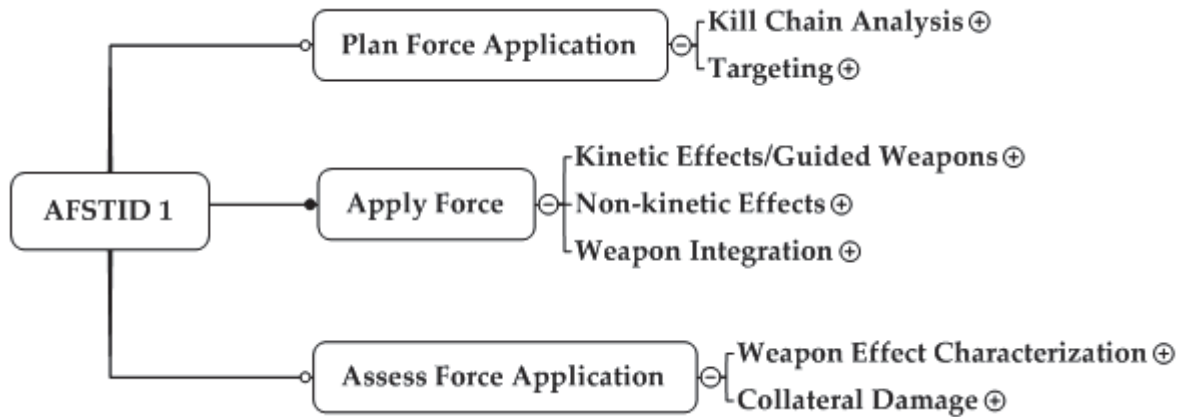 Plan Force Application
Kill Chain Analysis
Targeting
AFSTID 1
Apply Force
Kinetic Effects/Guided Weapons
Non-kinetic Effects
Weapon Integration
Assess Force Application
Weapon Effect Characterization
Collateral Damage